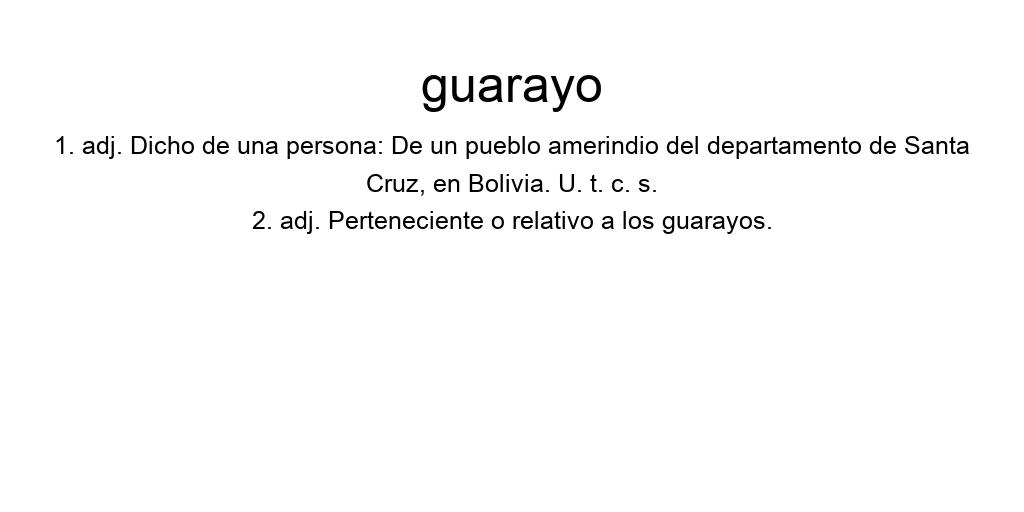 guarayo
1. adj. Dicho de una persona: De un pueblo amerindio del departamento de Santa
Cruz, en Bolivia. U. t. c. s.
2. adj. Perteneciente o relativo a los guarayos.